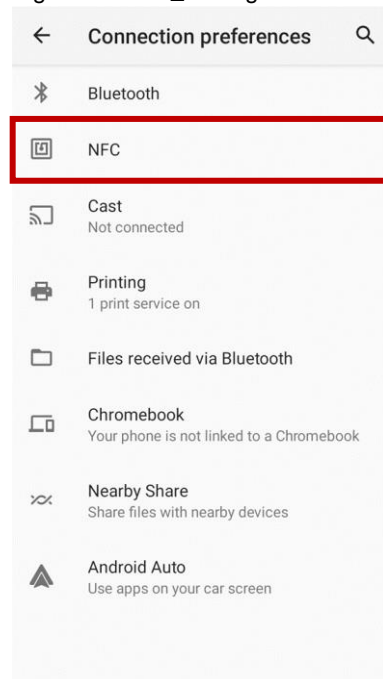 Connection preferences
Bluetooth
NFC
Cast
Not connected
Printing
1 print service on
Files received via Bluetooth
Chromebook
Your phone is not linked to a Chromebook
Nearby Share
Share files with nearby devices
Android Auto
Use apps on your car screen